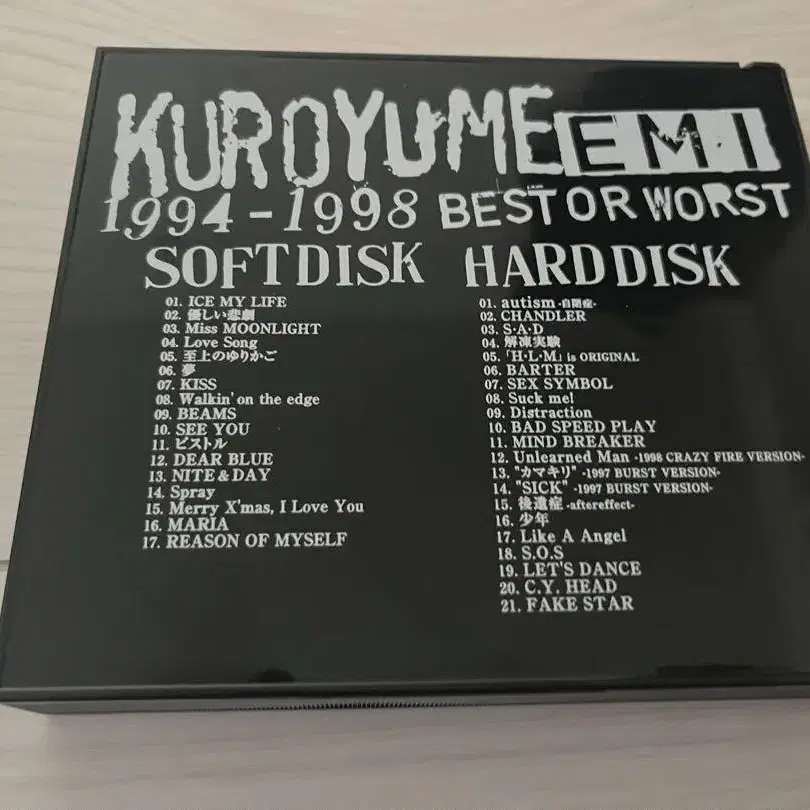 KUROYUME EMI
1994-1998 BEST OR WORST
SOFT DISK
01. ICE MY LIFE
02. 優しい悲劇
03. Miss MOONLIGHT
04. Love Song
05. 至上のゆりかご
06. 夢
07. KISS
08. Walkin' on the edge
09. BEAMS
10. SEE YOU
11. ピストル
12. DEAR BLUE
13. NITE & DAY
14. Spray
15. Merry X'mas, I Love You
16. MARIA
17. REASON OF MYSELF
HARD DISK
01. autism -自閉症-
02. CHANDLER
03. S・A・D
04. 解凍実験
05. 「H・L・M」 is ORIGINAL
06. BARTER
07. SEX SYMBOL
08. Suck me!
09. Distraction
10. BAD SPEED PLAY
11. MIND BREAKER
12. Unlearned Man -1998 CRAZY FIRE VERSION-
13. "カマキリ" -1997 BURST VERSION-
14. "SICK" -1997 BURST VERSION-
15. 後遺症 -aftereffect-
16. 少年
17. Like A Angel
18. S.O.S
19. LET'S DANCE
20. C.Y. HEAD
21. FAKE STAR